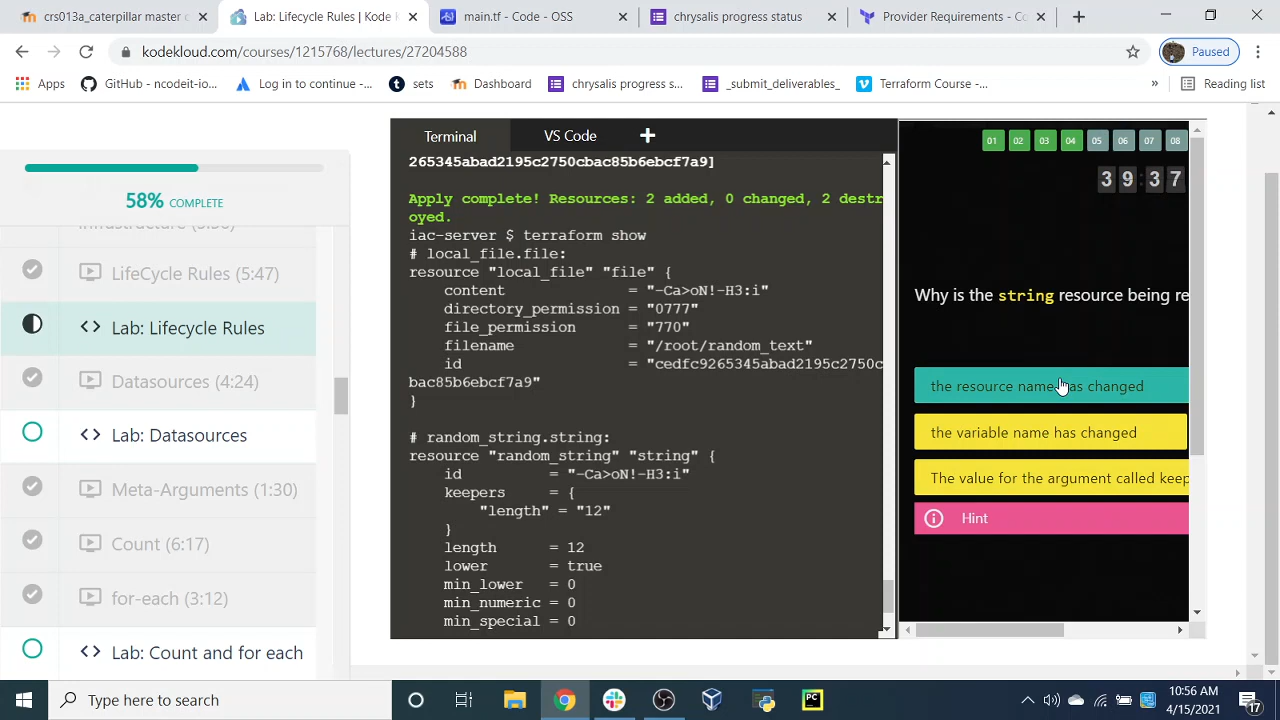 crs013a_caterpillar master
Lab: Lifecycle Rules | Kode K
main.tf - Code - OSS
chrysalis progress status
Provider Requirements - Co
kodekloud.com/courses/1215768/lectures/27204588
Paused
Apps
GitHub - nodeit-io...
Log in to continue -...
sets
Dashboard
chrysalis progress s...
_submit_deliverables_
Terraform Course -...
»
Reading list
58% COMPLETE
infrastructure (5:50)
LifeCycle Rules (5:47)
Lab: Lifecycle Rules
Datasources (4:24)
Lab: Datasources
Meta-Arguments (1:30)
Count (6:17)
for-each (3:12)
Lab: Count and for each
Terminal
VS Code
265345abad2195c2750cbac85b6ebcf7a9]
Apply complete! Resources: 2 added, 0 changed, 2 destr
oyed.
iac-server $ terraform show
# local_file.file:
resource "local_file" "file" {
content = "-Ca>oN!-H3:i"
directory_permission = "0777"
file_permission = "770"
filename = "/root/random_text"
id = "cedfc9265345abad2195c2750c
bac85b6ebcf7a9"
}
# random_string.string:
resource "random_string" "string" {
id = "-Ca>oN!-H3:i"
keepers = {
"length" = "12"
}
length = 12
lower = true
min_lower = 0
min_numeric = 0
min_special = 0
01 02 03 04 05 06 07 08
39:37
Why is the string resource being re
the resource name has changed
the variable name has changed
The value for the argument called keep
Hint
Type here to search
10:56 AM
4/15/2021
17